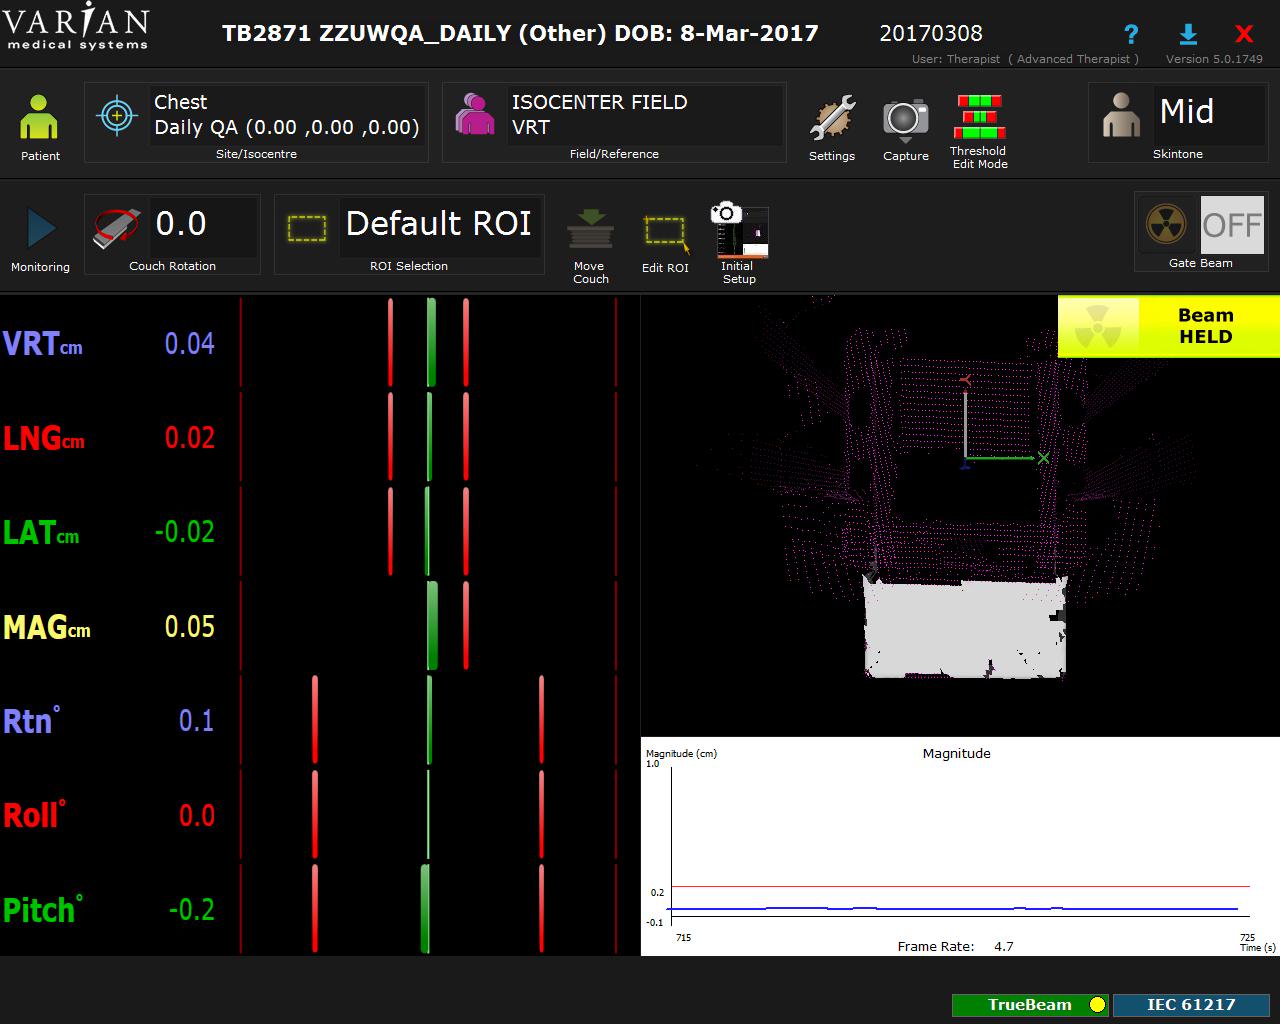 VARIAN
medical systems
TB2871 ZZUWQA_DAILY (Other) DOB: 8-Mar-2017
20170308
?
X
User: Therapist ( Advanced Therapist )
Version 5.0.1749
Patient
Chest
Daily QA (0.00 ,0.00 ,0.00)
Site/Isocentre
ISOCENTER FIELD
VRT
Field/Reference
Settings
Capture
Threshold
Edit Mode
Mid
Skintone
Monitoring
0.0
Couch Rotation
Default ROI
ROI Selection
Move
Couch
Edit ROI
Initial
Setup
OFF
Gate Beam
VRTcm 0.04
LNGcm 0.02
LATcm -0.02
MAGcm 0.05
Rtn° 0.1
Roll° 0.0
Pitch° -0.2
Beam
HELD
Magnitude (cm)
Magnitude
1.0
0.2
-0.1
715
725
Frame Rate: 4.7
Time (s)
TrueBeam
IEC 61217